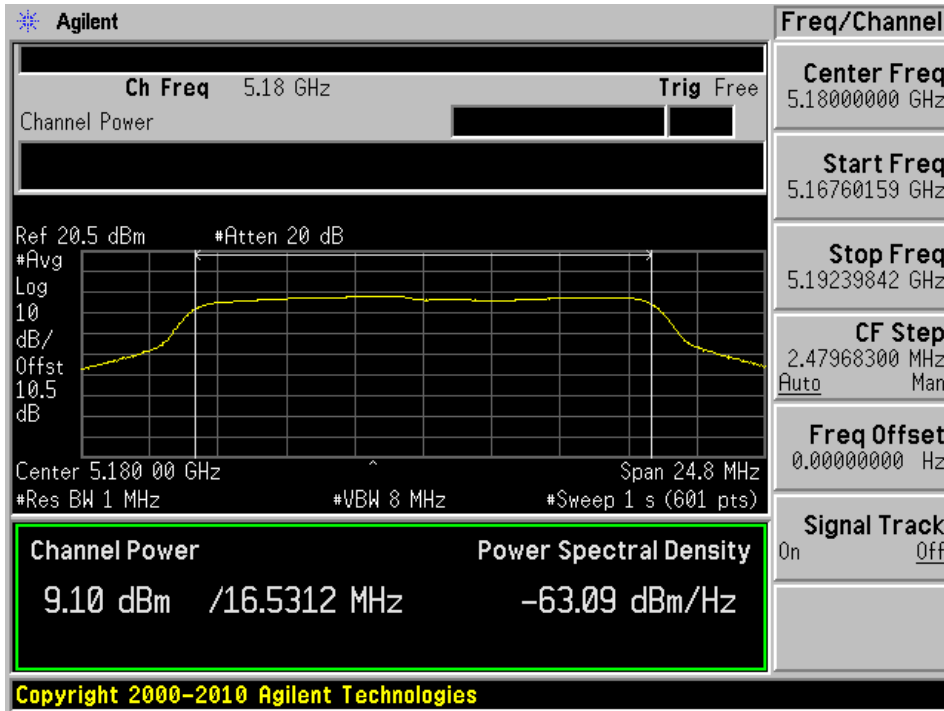 Agilent
Freq/Channel
Ch Freq 5.18 GHz Trig Free
Channel Power
Center Freq
5.18000000 GHz
Start Freq
5.16760159 GHz
Stop Freq
5.19239842 GHz
CF Step
2.47968300 MHz
Auto Man
Freq Offset
0.00000000 Hz
Signal Track
On Off
Ref 20.5 dBm #Atten 20 dB
#Avg
Log
10
dB/
Offst
10.5
dB
Center 5.180 00 GHz Span 24.8 MHz
#Res BW 1 MHz #VBW 8 MHz #Sweep 1 s (601 pts)
Channel Power Power Spectral Density
9.10 dBm /16.5312 MHz -63.09 dBm/Hz
Copyright 2000-2010 Agilent Technologies